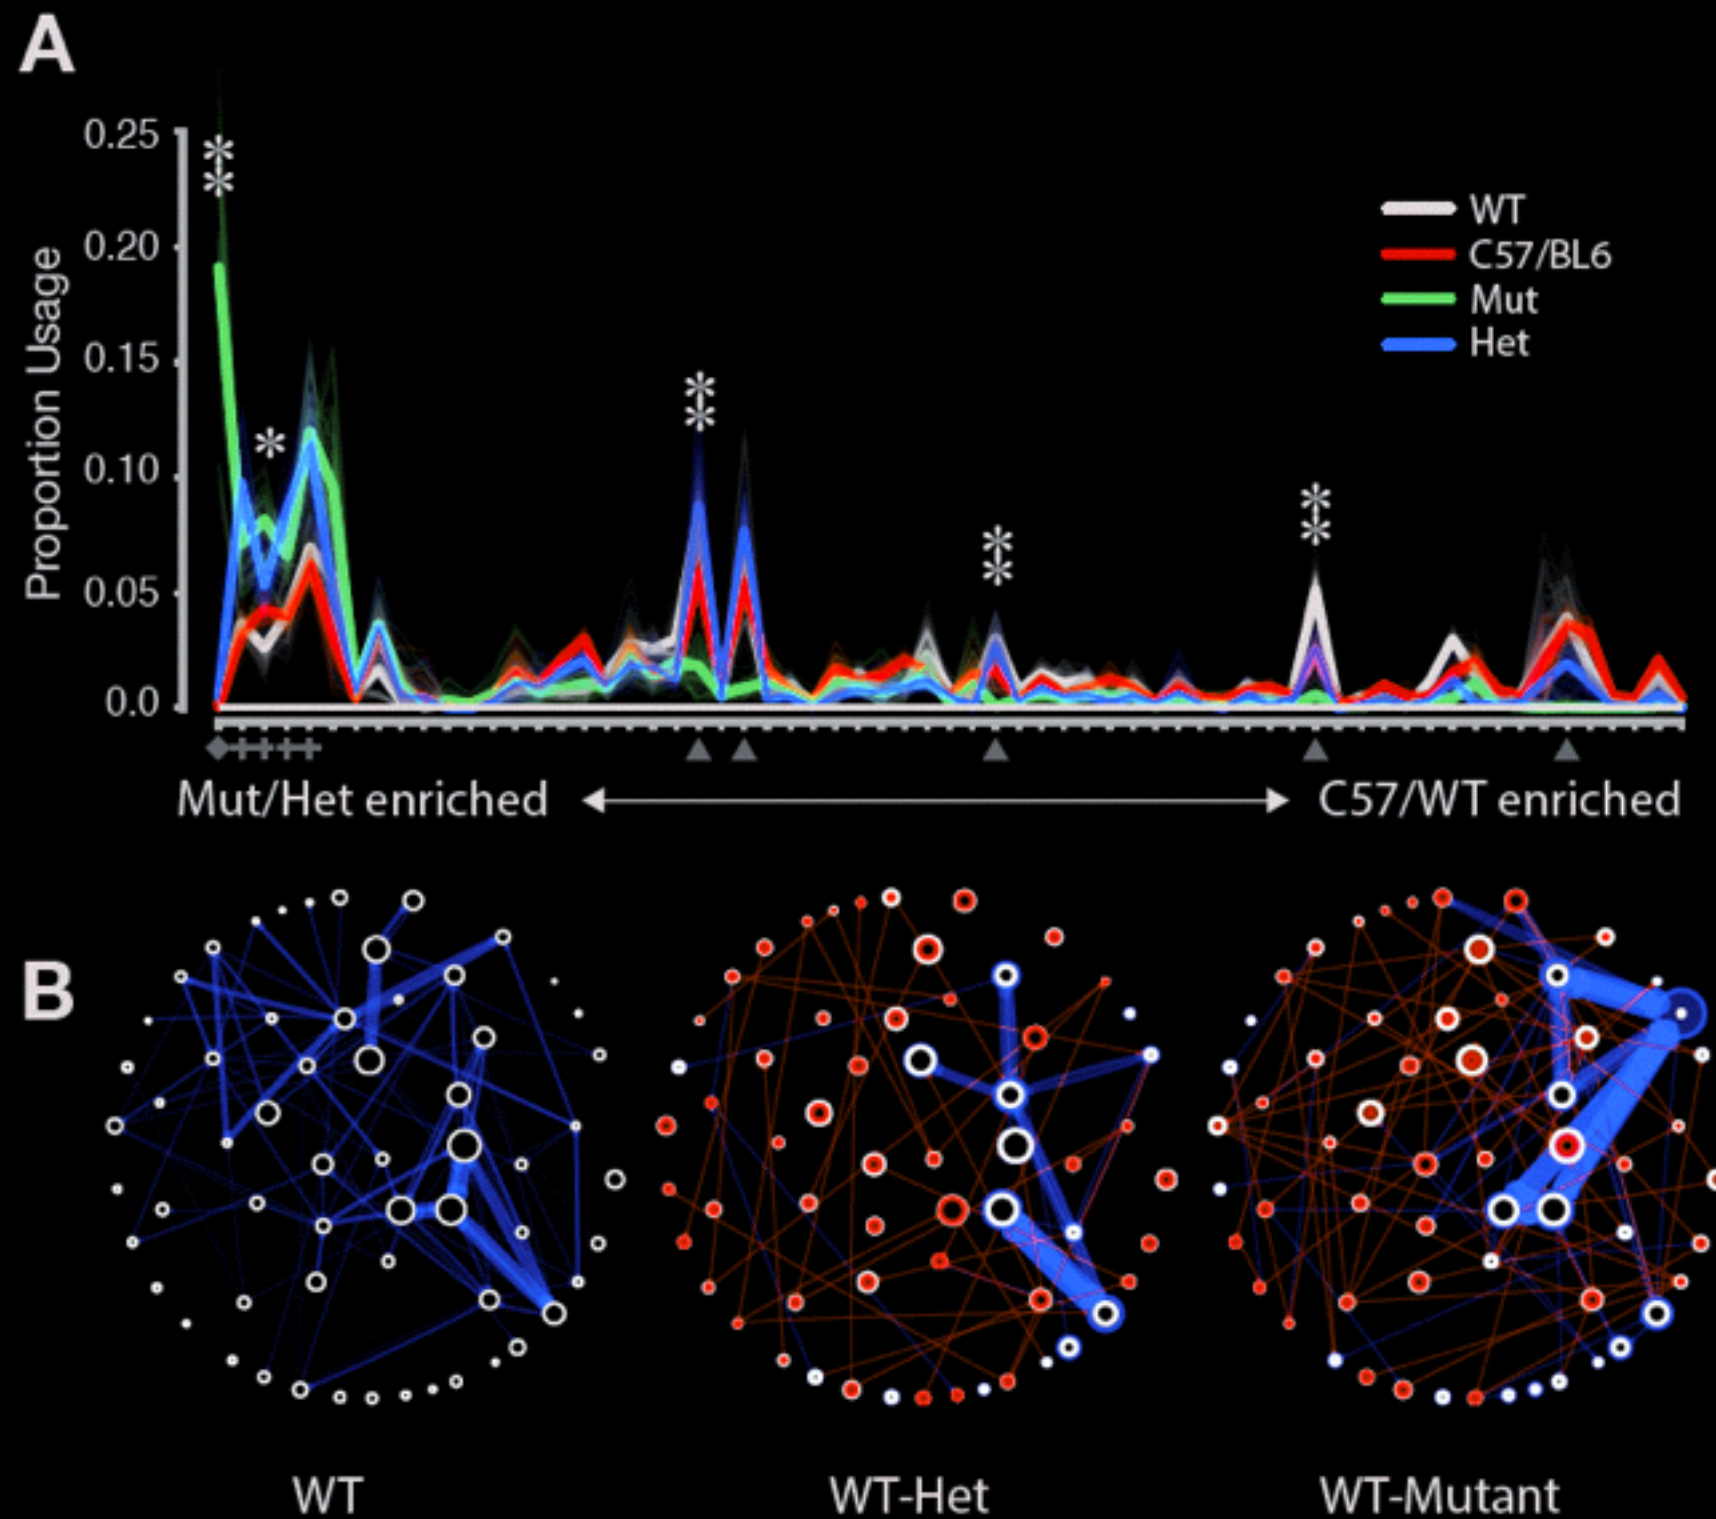 A
Proportion Usage
0.25
0.20
0.15
0.10
0.05
0.0
**
*
**
**
**
WT
C57/BL6
Mut
Het
Mut/Het enriched
C57/WT enriched
B
WT
WT-Het
WT-Mutant